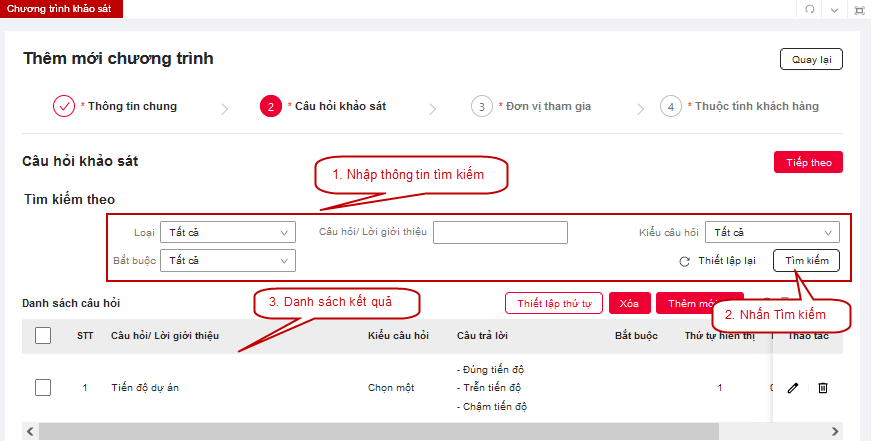 Chương trình khảo sát
Thêm mới chương trình
Quay lại
* Thông tin chung
2 * Câu hỏi khảo sát
3 * Đơn vị tham gia
4 * Thuộc tính khách hàng
Câu hỏi khảo sát
Tiếp theo
1. Nhập thông tin tìm kiếm
Tìm kiếm theo
Loại Tất cả Câu hỏi/ Lời giới thiệu Kiểu câu hỏi Tất cả
Bắt buộc Tất cả Thiết lập lại Tìm kiếm
Danh sách câu hỏi
3. Danh sách kết quả
Thiết lập thứ tự Xóa Thêm
2. Nhấn Tìm kiếm
STT Câu hỏi/ Lời giới thiệu Kiểu câu hỏi Câu trả lời Bắt buộc Thứ tự hiển thị Thao tác
- Đúng tiến độ
1 Tiến độ dự án Chọn một - Trễn tiến độ 1
- Chậm tiến độ